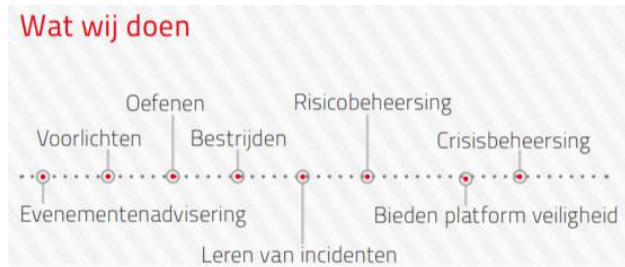 Wat wij doen
Oefenen
Risicobeheersing
Voorlichten
Bestrijden
Crisisbeheersing
Evenementenadvisering
Bieden platform veiligheid
Leren van incidenten